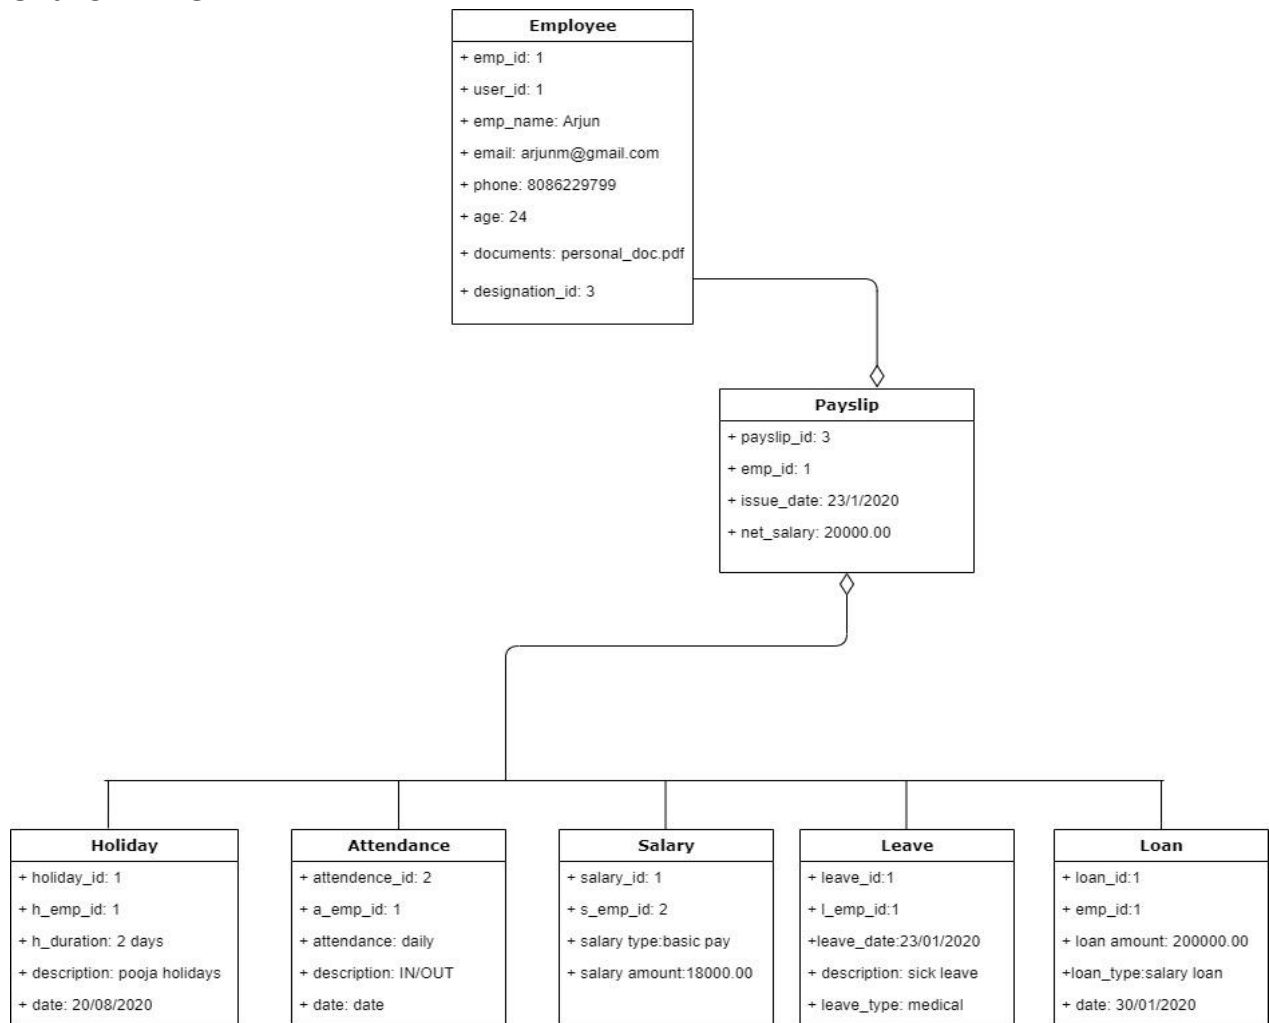 Employee
+ emp_id: 1
+ user_id: 1
+ emp_name: Arjun
+ email: arjunm@gmail.com
+ phone: 8086229799
+ age: 24
+ documents: personal_doc.pdf
+ designation_id: 3
Payslip
+ payslip_id: 3
+ emp_id: 1
+ issue_date: 23/1/2020
+ net_salary: 20000.00
Holiday
+ holiday_id: 1
+ h_emp_id: 1
+ h_duration: 2 days
+ description: pooja holidays
+ date: 20/08/2020
Attendance
+ attendence_id: 2
+ a_emp_id: 1
+ attendance: daily
+ description: IN/OUT
+ date: date
Salary
+ salary_id: 1
+ s_emp_id: 2
+ salary type:basic pay
+ salary amount:18000.00
Leave
+ leave_id:1
+ l_emp_id:1
+leave_date:23/01/2020
+ description: sick leave
+ leave_type: medical
Loan
+ loan_id:1
+ emp_id:1
+ loan amount: 200000.00
+loan_type:salary loan
+ date: 30/01/2020